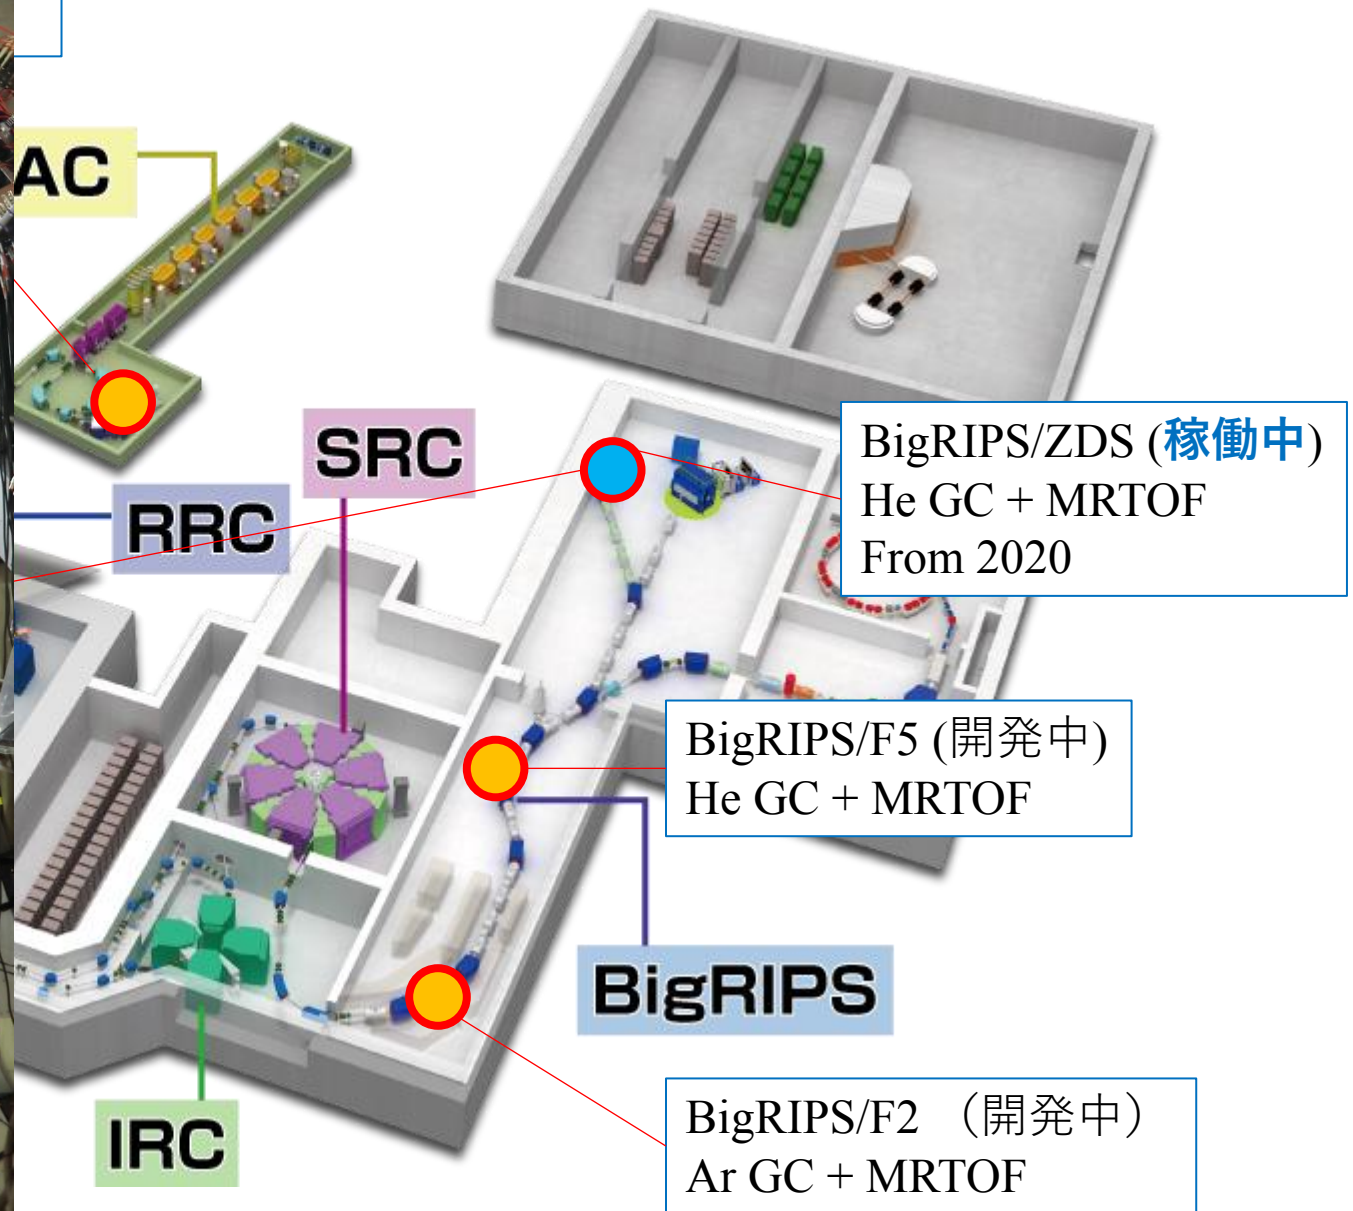 AC
SRC
RRC
BigRIPS/ZDS (稼働中)
He GC + MRTOF
From 2020
BigRIPS/F5 (開発中)
He GC + MRTOF
BigRIPS
IRC
BigRIPS/F2 （開発中）
Ar GC + MRTOF